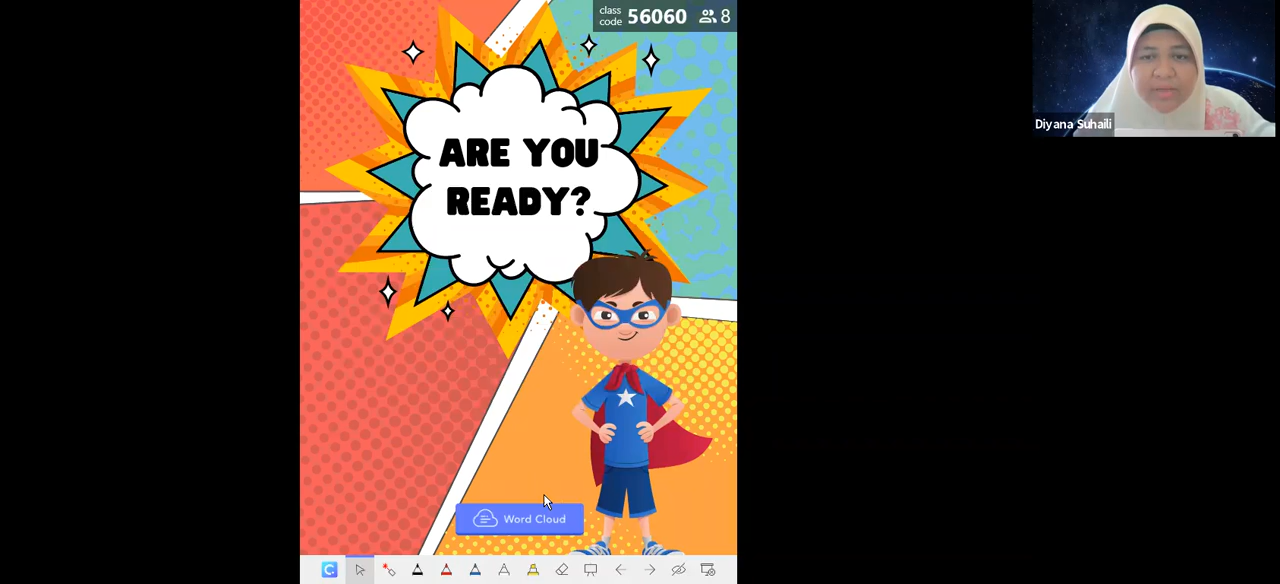 class
code 56060 8
Diyana Suhaili
ARE YOU
READY?
Word Cloud